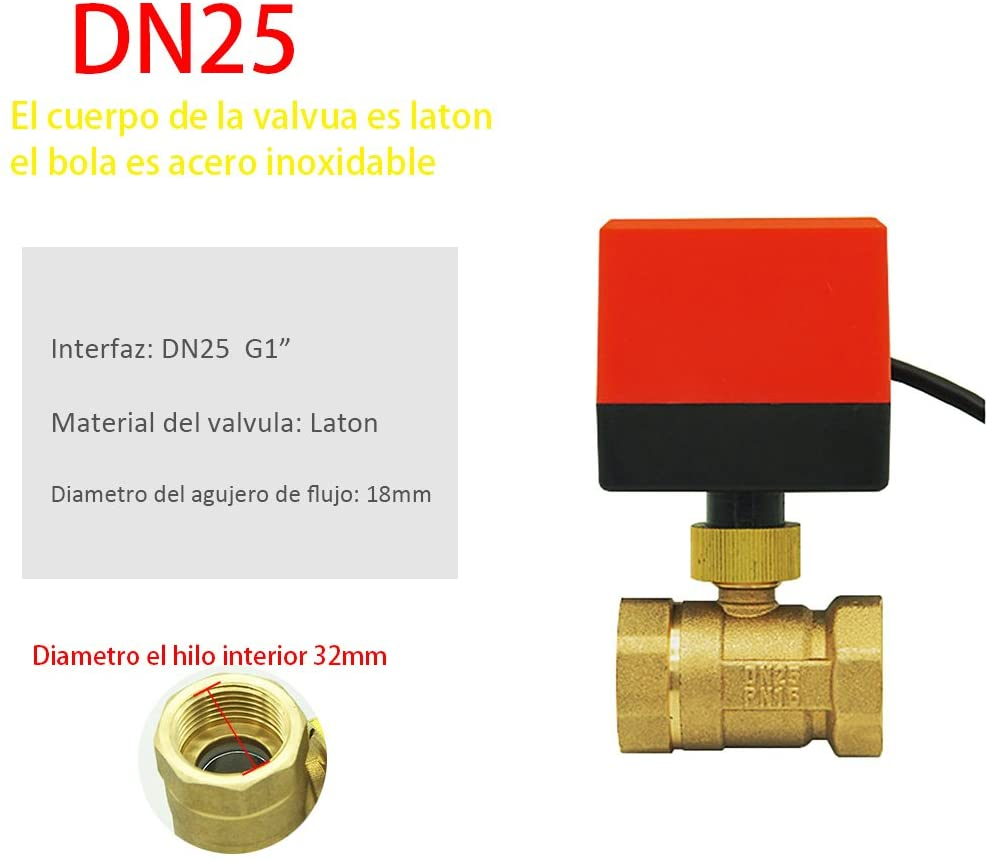 DN25
El cuerpo de la valvua es laton
el bola es acero inoxidable
Interfaz: DN25  G1”
Material del valvula: Laton
Diametro del agujero de flujo: 18mm
Diametro el hilo interior 32mm
DN25
PN16